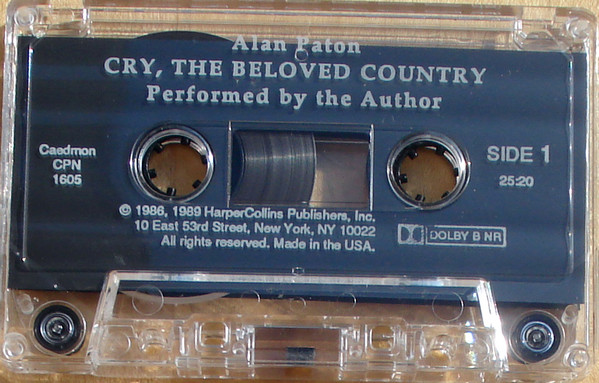 Alan Paton
CRY, THE BELOVED COUNTRY
Performed by the Author
Caedmon
CPN
1605
SIDE 1
25:20
© 1986, 1989 HarperCollins Publishers, Inc.
10 East 53rd Street, New York, NY 10022
All rights reserved. Made in the USA.
DOLBY B NR